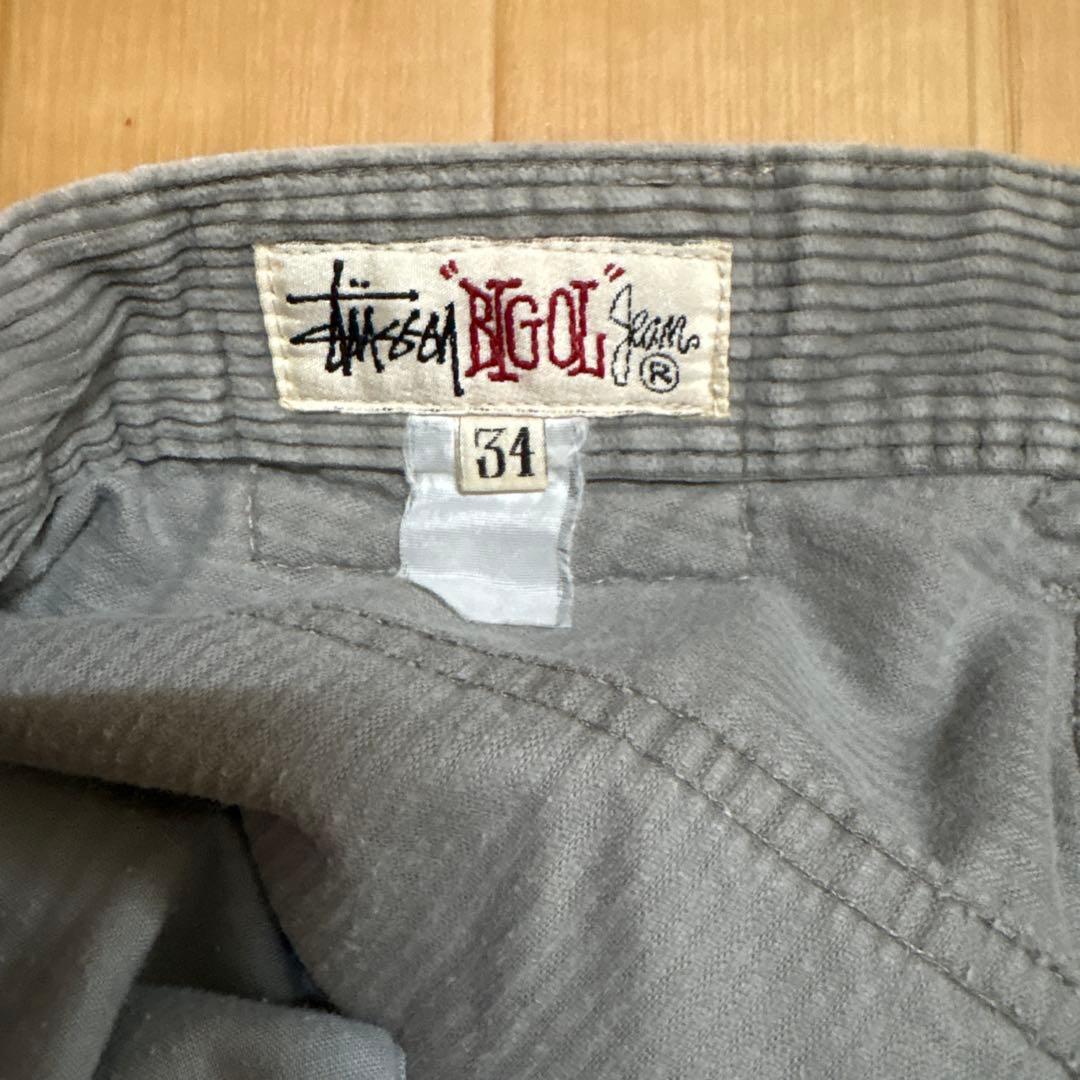 Stüssy "BIG OL" Jeans ®
34